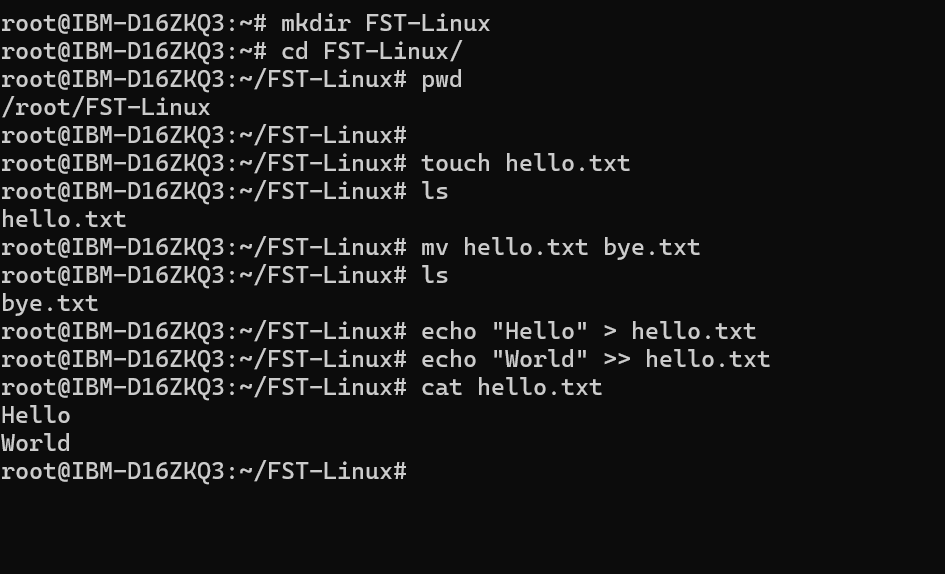 root@IBM-D16ZKQ3:~# mkdir FST-Linux
root@IBM-D16ZKQ3:~# cd FST-Linux/
root@IBM-D16ZKQ3:~/FST-Linux# pwd
/root/FST-Linux
root@IBM-D16ZKQ3:~/FST-Linux#
root@IBM-D16ZKQ3:~/FST-Linux# touch hello.txt
root@IBM-D16ZKQ3:~/FST-Linux# ls
hello.txt
root@IBM-D16ZKQ3:~/FST-Linux# mv hello.txt bye.txt
root@IBM-D16ZKQ3:~/FST-Linux# ls
bye.txt
root@IBM-D16ZKQ3:~/FST-Linux# echo "Hello" > hello.txt
root@IBM-D16ZKQ3:~/FST-Linux# echo "World" >> hello.txt
root@IBM-D16ZKQ3:~/FST-Linux# cat hello.txt
Hello
World
root@IBM-D16ZKQ3:~/FST-Linux#